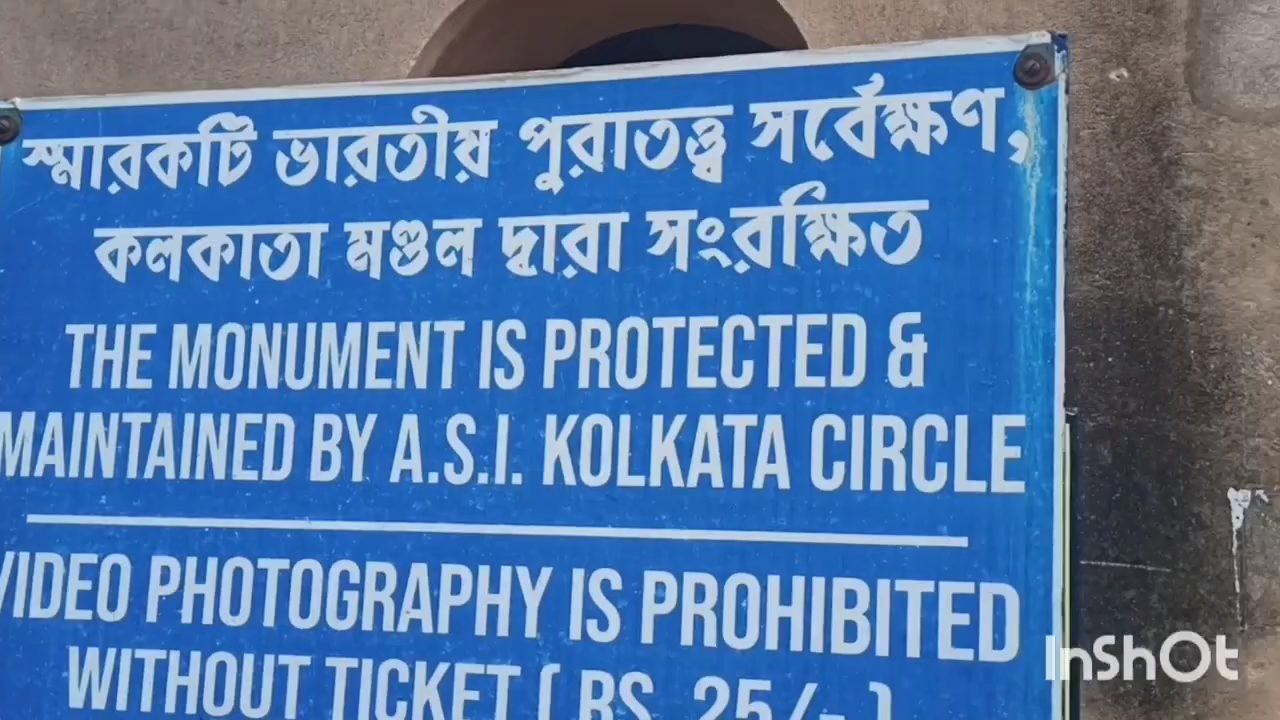 স্মারকটি ভারতীয় পুরাতত্ত্ব সর্বেক্ষণ,
কলকাতা মণ্ডল দ্বারা সংরক্ষিত
THE MONUMENT IS PROTECTED &
MAINTAINED BY A.S.I. KOLKATA CIRCLE
VIDEO PHOTOGRAPHY IS PROHIBITED
WITHOUT TICKET ( RS. 25/- )
InShOt